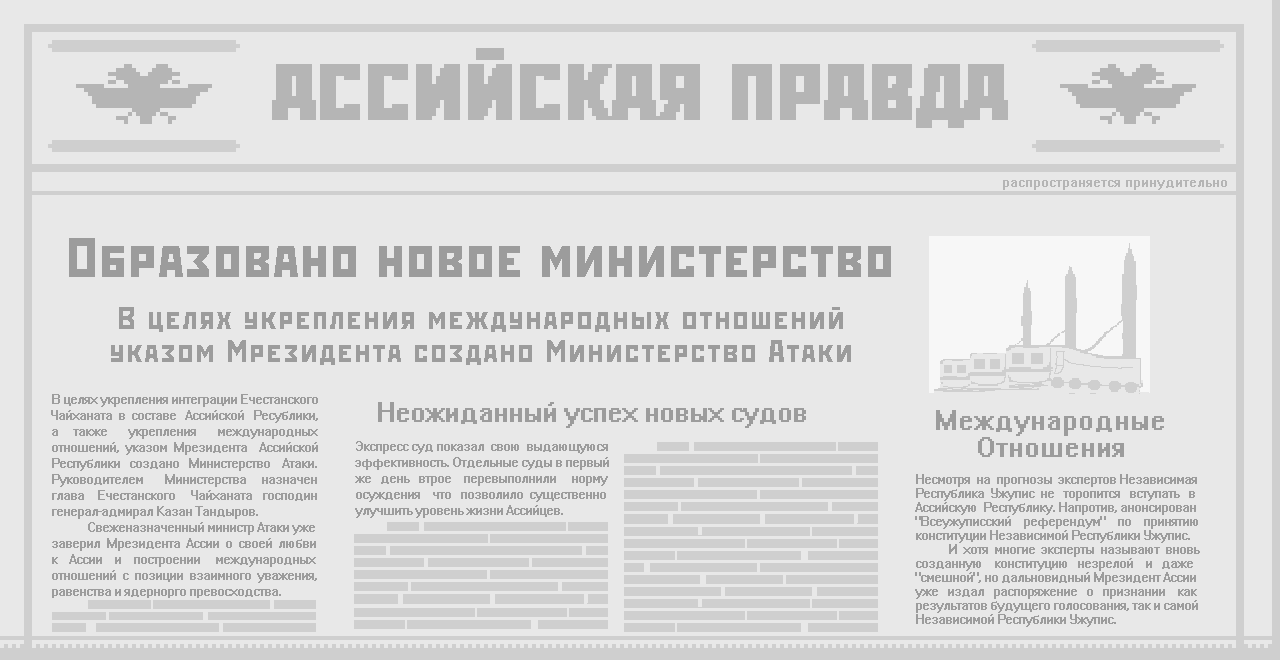 АССИЙСКАЯ ПРАВДА
распространяется принудительно
Образовано новое министерство
В целях укрепления международных отношений
указом Мрезидента создано Министерство Атаки
В целях укрепления интеграции Ечестанского
Чайханата в составе Ассийской Ресублики,
а также укрепления международных
отношений, указом Мрезидента Ассийской
Республики создано Министерство Атаки.
Руководителем Министерства назначен
глава Ечестанского Чайханата господин
генерал-адмирал Казан Тандыров.
Свеженазначенный министр Атаки уже
заверил Мрезидента Ассии о своей любви
к Ассии и построении международных
отношений с позиции взаимного уважения,
равенства и ядерного превосходства.
Неожиданный успех новых судов
Экспресс суд показал свою выдающуюся
эффективность. Отдельные суды в первый
же день втрое перевыполнили норму
осуждения что позволило существенно
улучшить уровень жизни Ассийцев.
Международные
Отношения
Несмотря на прогнозы экспертов Независимая
Республика Ужупис не торопится вступать в
Ассийскую Республику. Напротив, анонсирован
"Всеужуписский референдум" по принятию
конституции Независимой Республики Ужупис.
И хотя многие эксперты называют вновь
созданную конституцию незрелой и даже
"смешной", но дальновидный Мрезидент Ассии
уже издал распоряжение о признании как
результатов будущего голосования, так и самой
Независимой Республики Ужупис.